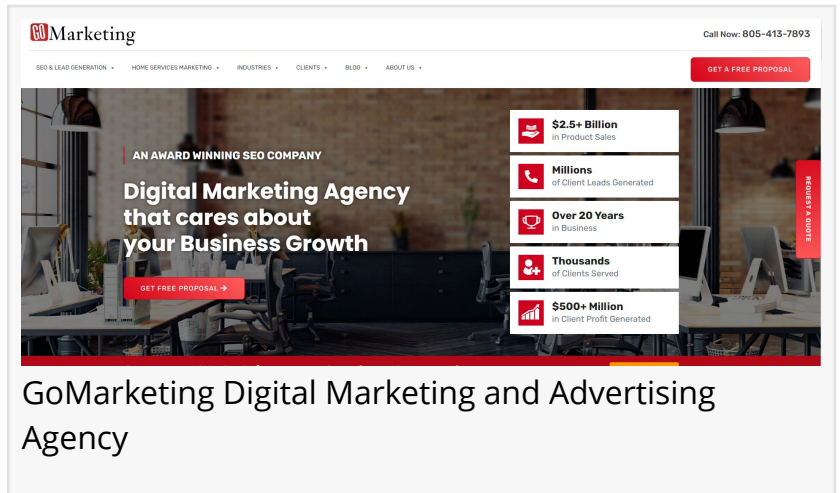 GO Marketing
Call Now: 805-413-7893
SEO & LEAD GENERATION
HOME SERVICES MARKETING
INDUSTRIES
CLIENTS
BLOG
ABOUT US
GET A FREE PROPOSAL
AN AWARD WINNING SEO COMPANY
Digital Marketing Agency
that cares about
your Business Growth
GET FREE PROPOSAL →
$2.5+ Billion
in Product Sales
Millions
of Client Leads Generated
Over 20 Years
in Business
Thousands
of Clients Served
$500+ Million
in Client Profit Generated
REQUEST A QUOTE
GoMarketing Digital Marketing and Advertising
Agency